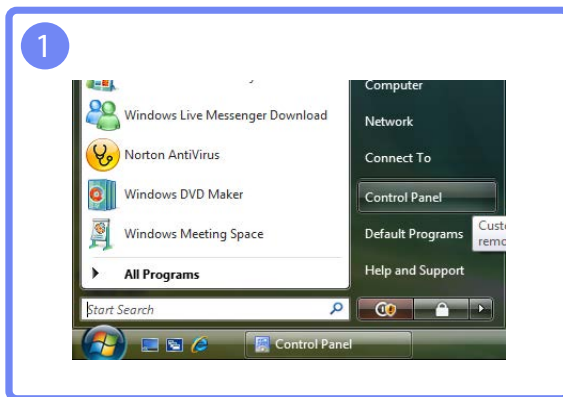 1
Computer
Windows Live Messenger Download
Network
Norton AntiVirus
Connect To
Windows DVD Maker
Control Panel
Windows Meeting Space
Default Programs
All Programs
Help and Support
Start Search
Control Panel